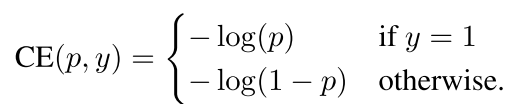 CE(p, y) = { − log(p) if y = 1
− log(1 − p) otherwise.